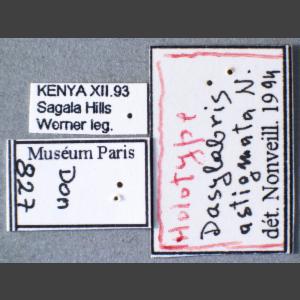 KENYA XII.93
Sagala Hills
Werner leg.
Muséum Paris
Don
827
Holotype
Dasylabris
astigmata N.
dét. Nonveill. 1994